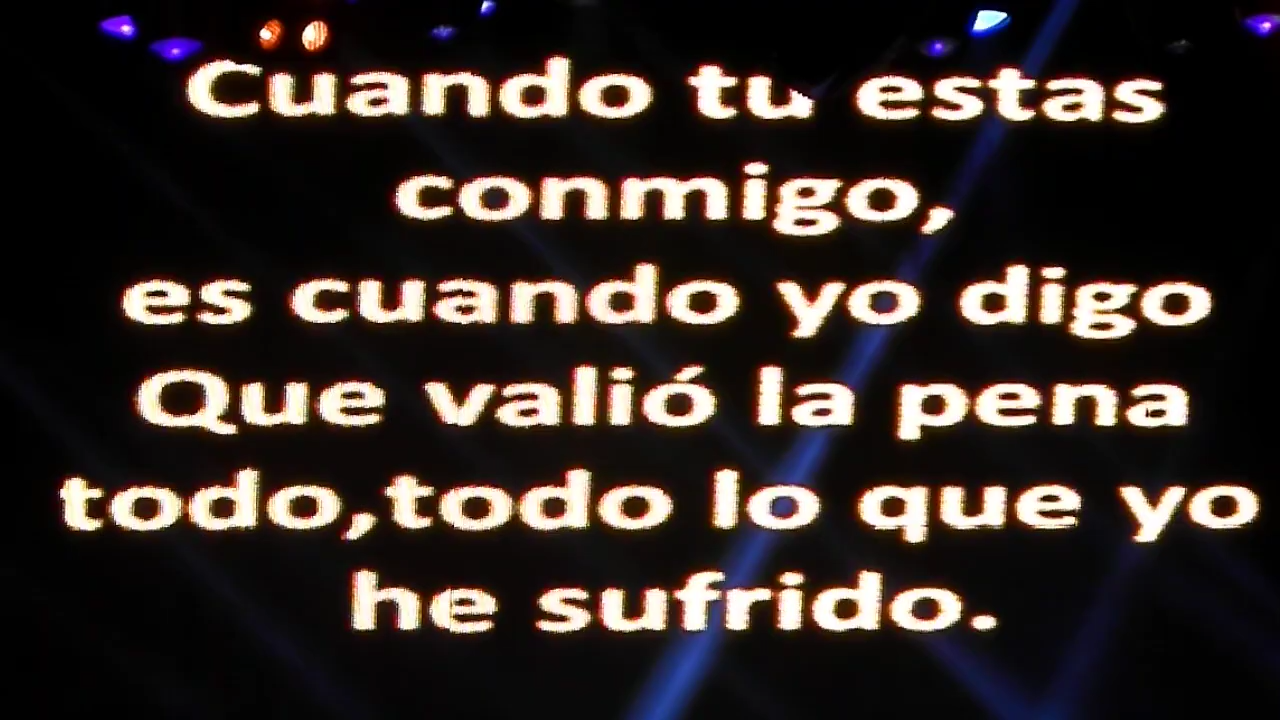 Cuando tu estas
conmigo,
es cuando yo digo
Que valió la pena
todo,todo lo que yo
he sufrido.